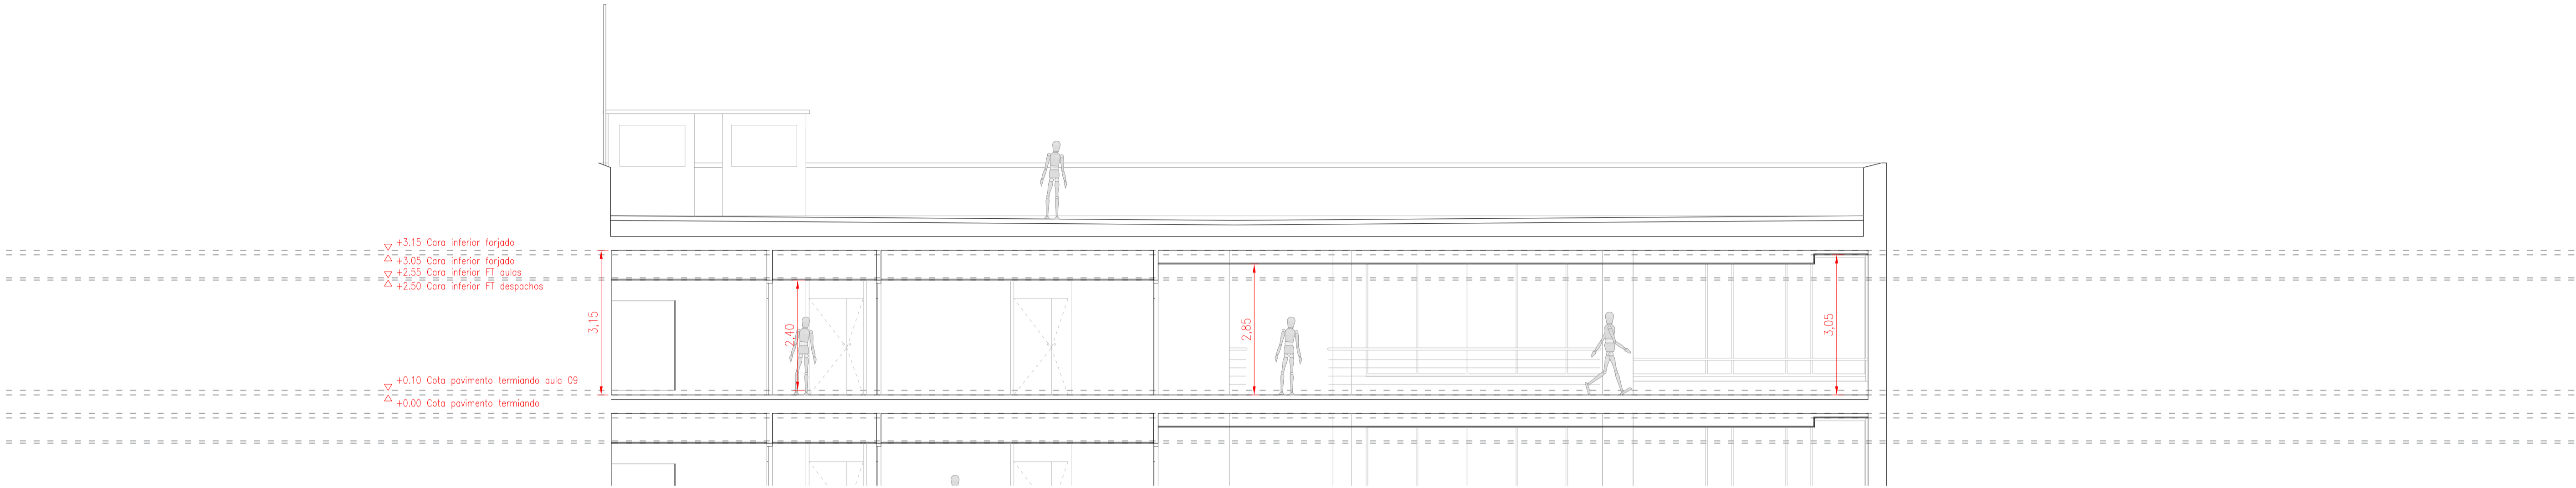 +3.15 Cara inferior forjado
+3.05 Cara inferior forjado
+2.55 Cara inferior FT aulas
+2.50 Cara inferior FT despachos
3,15
2,40
2,85
3,05
+0.10 Cota pavimento termiando aula 09
+0.00 Cota pavimento termiando